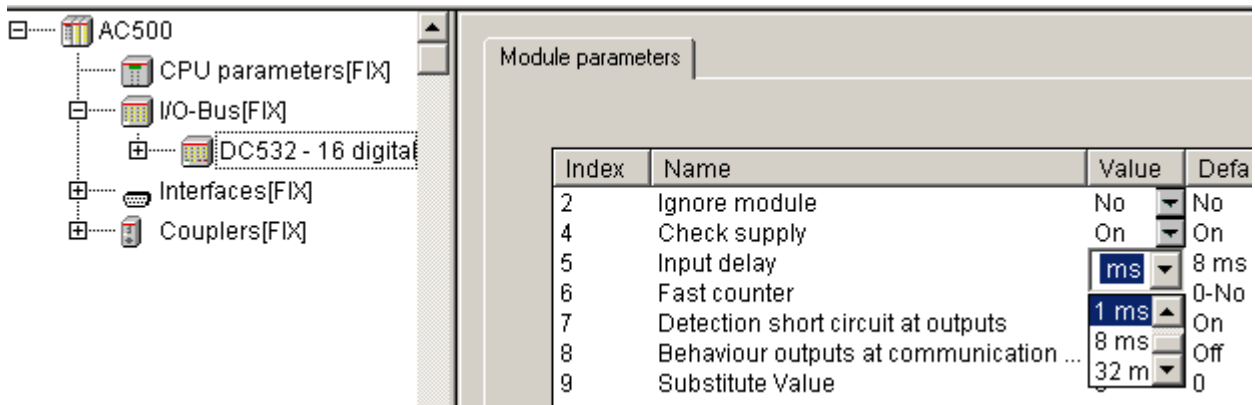 AC500
CPU parameters[FIX]
I/O-Bus[FIX]
DC532 - 16 digital
Interfaces[FIX]
Couplers[FIX]
Module parameters
Index Name Value Defa
2 Ignore module No No
4 Check supply On On
5 Input delay ms 8 ms
6 Fast counter 0-No
7 Detection short circuit at outputs 1 ms On
8 Behaviour outputs at communication ... 8 ms Off
9 Substitute Value 32 m 0